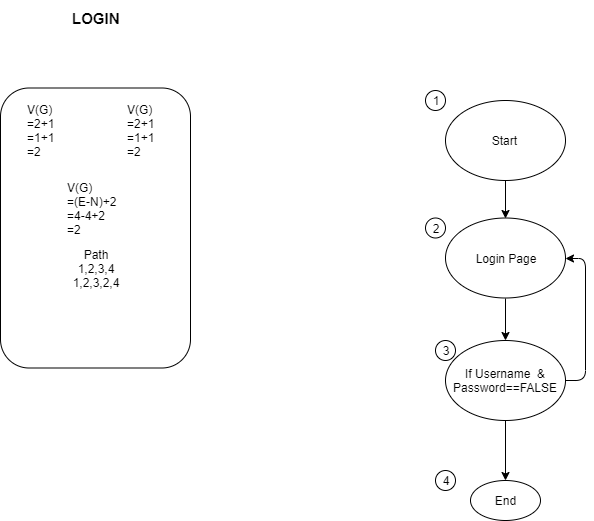 LOGIN
V(G)
=2+1
=1+1
=2
V(G)
=2+1
=1+1
=2
V(G)
=(E-N)+2
=4-4+2
=2
Path
1,2,3,4
1,2,3,2,4
1
Start
2
Login Page
3
If Username &
Password==FALSE
4
End